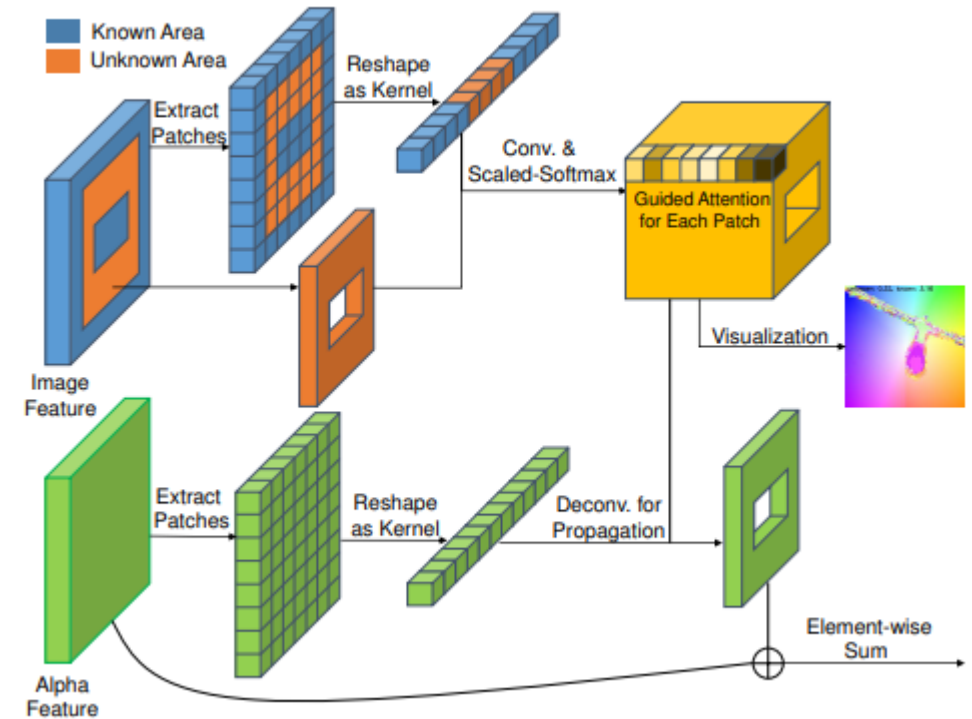 Known Area
Unknown Area
Extract
Patches
Reshape
as Kernel
Conv. &
Scaled-Softmax
Guided Attention
for Each Patch
Visualization
Image
Feature
Extract
Patches
Reshape
as Kernel
Deconv. for
Propagation
Element-wise
Sum
Alpha
Feature